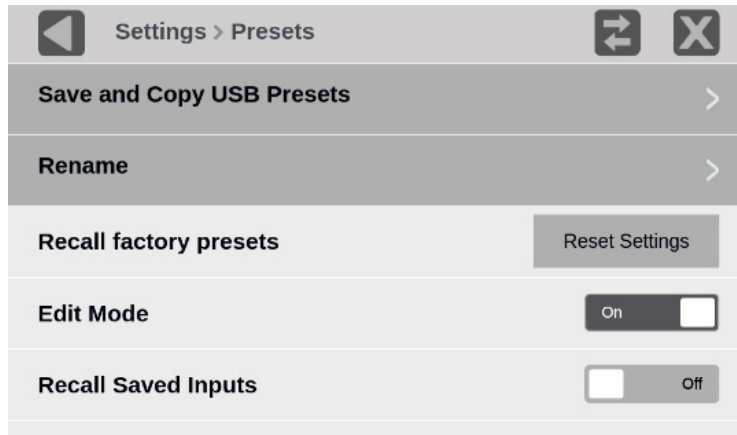 Settings > Presets
Save and Copy USB Presets
Rename
Recall factory presets Reset Settings
Edit Mode On
Recall Saved Inputs Off